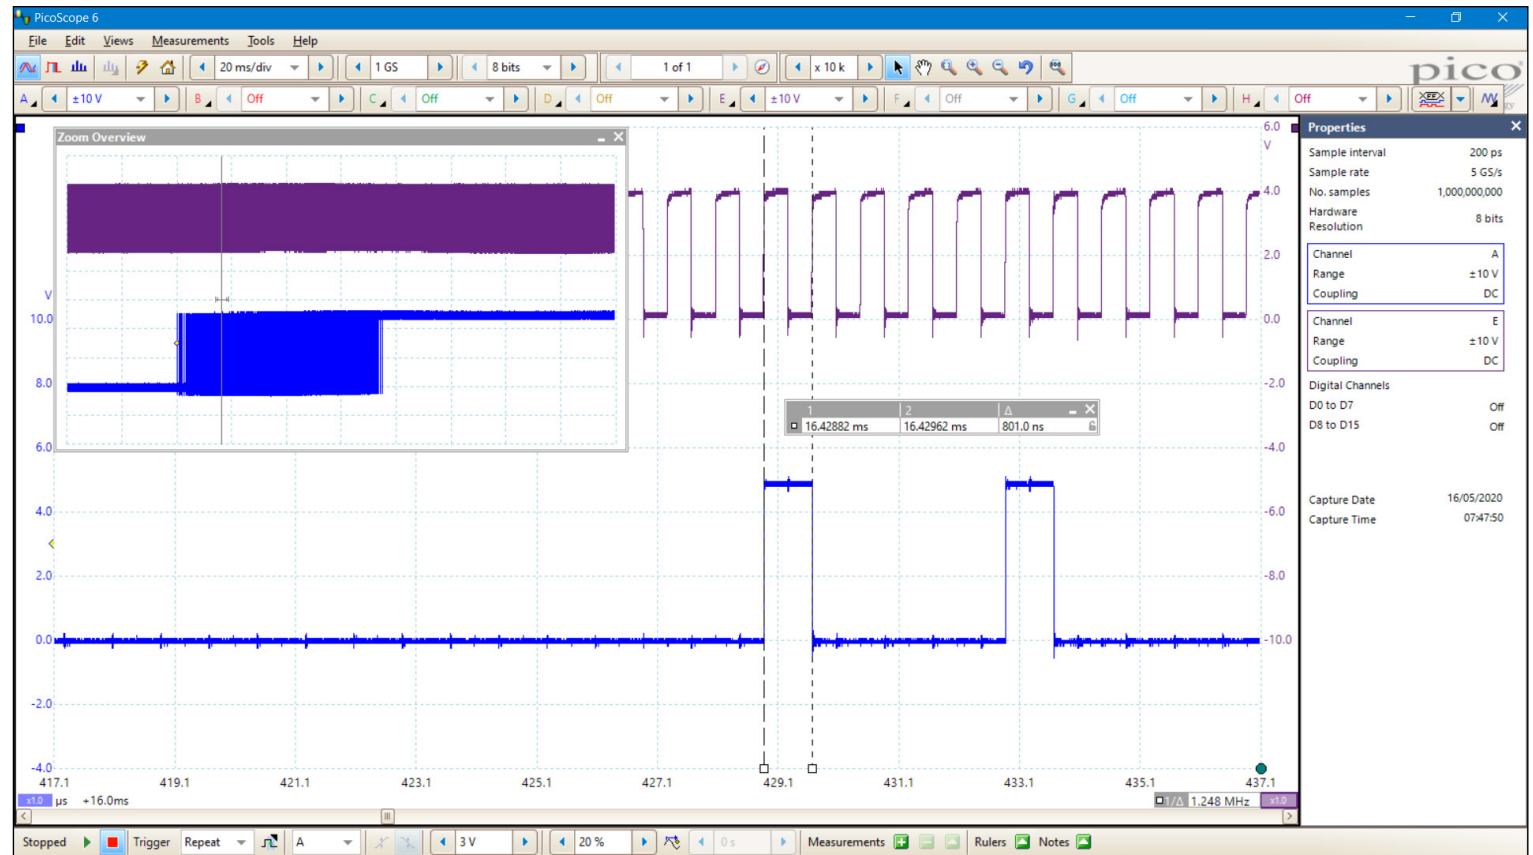 PicoScope 6
File Edit Views Measurements Tools Help
20 ms/div 1 GS 8 bits 1 of 1 x 10 k
pico
A ±10 V B Off C Off D Off E ±10 V F Off G Off H Off
Zoom Overview
V
10.0
8.0
6.0
4.0
2.0
0.0
-2.0
-4.0
6.0
V
4.0
2.0
0.0
-2.0
-4.0
-6.0
-8.0
-10.0
1 2 Δ
16.42882 ms 16.42962 ms 801.0 ns
417.1 419.1 421.1 423.1 425.1 427.1 429.1 431.1 433.1 435.1 437.1
x1.0 µs +16.0ms
1/Δ 1.248 MHz x1.0
Properties
Sample interval 200 ps
Sample rate 5 GS/s
No. samples 1,000,000,000
Hardware
Resolution 8 bits
Channel A
Range ±10 V
Coupling DC
Channel E
Range ±10 V
Coupling DC
Digital Channels
D0 to D7 Off
D8 to D15 Off
Capture Date 16/05/2020
Capture Time 07:47:50
Stopped Trigger Repeat A 3 V 20 % 0 s Measurements Rulers Notes